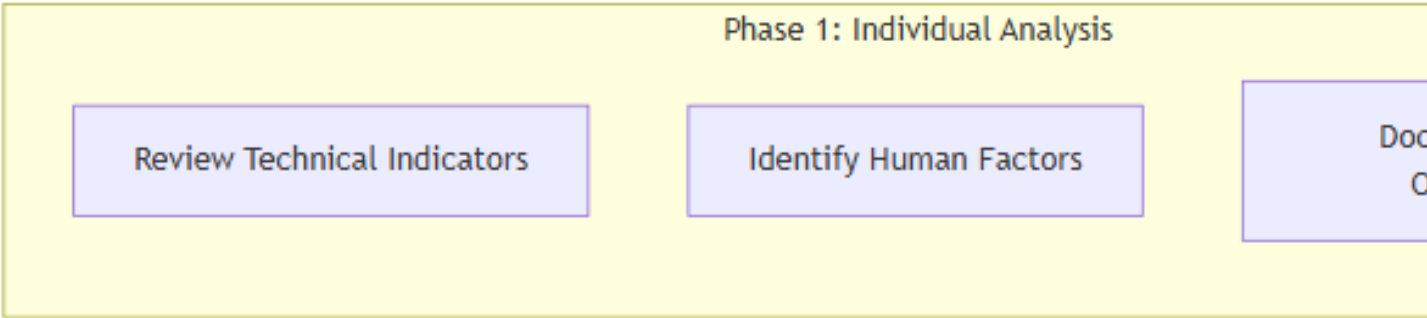 Phase 1: Individual Analysis
Review Technical Indicators
Identify Human Factors